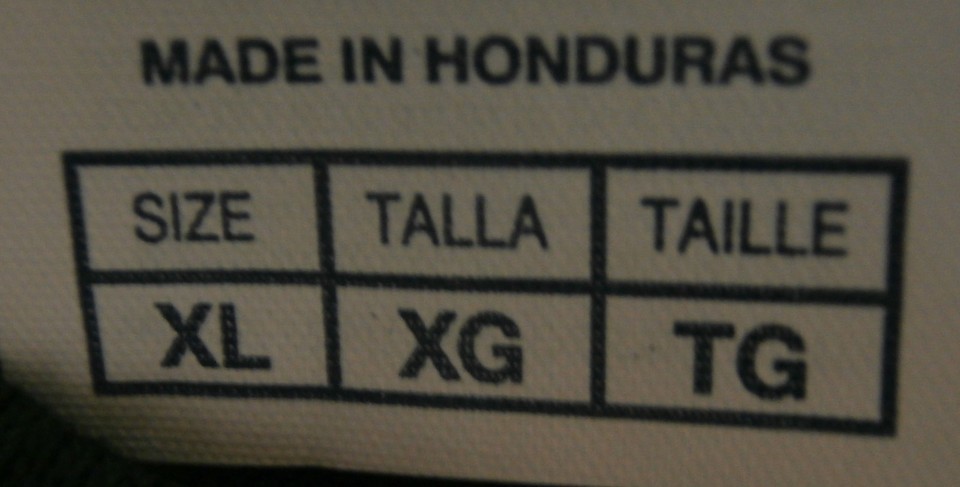 MADE IN HONDURAS
SIZE TALLA TAILLE
XL XG TG